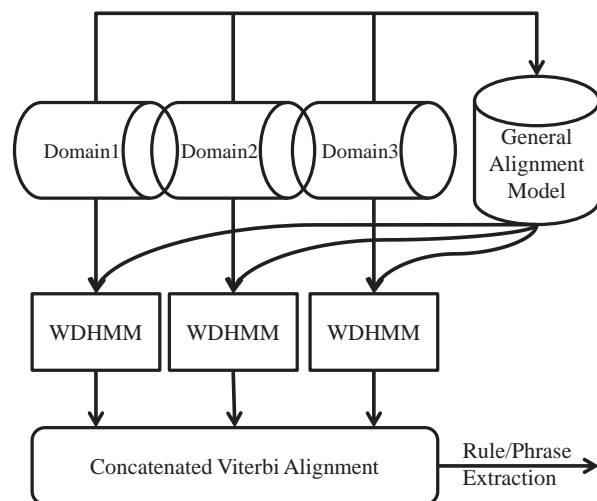 Domain1
Domain2
Domain3
General
Alignment
Model
WDHMM
WDHMM
WDHMM
Concatenated Viterbi Alignment
Rule/Phrase
Extraction